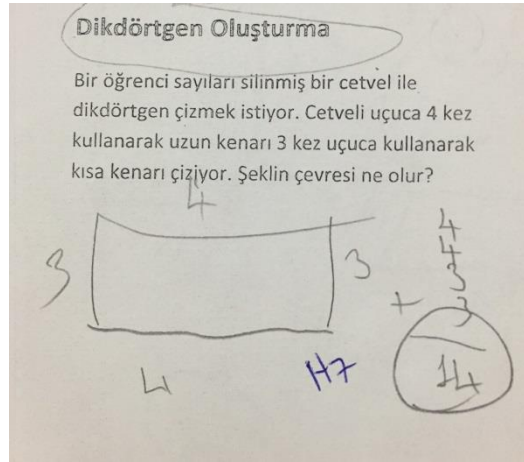 Dikdörtgen Oluşturma
Bir öğrenci sayıları silinmiş bir cetvel ile
dikdörtgen çizmek istiyor. Cetveli uçuca 4 kez
kullanarak uzun kenarı 3 kez uçuca kullanarak
kısa kenarı çiziyor. Şeklin çevresi ne olur?
4
3
3
4
H7
4
4
3
+ 3
14